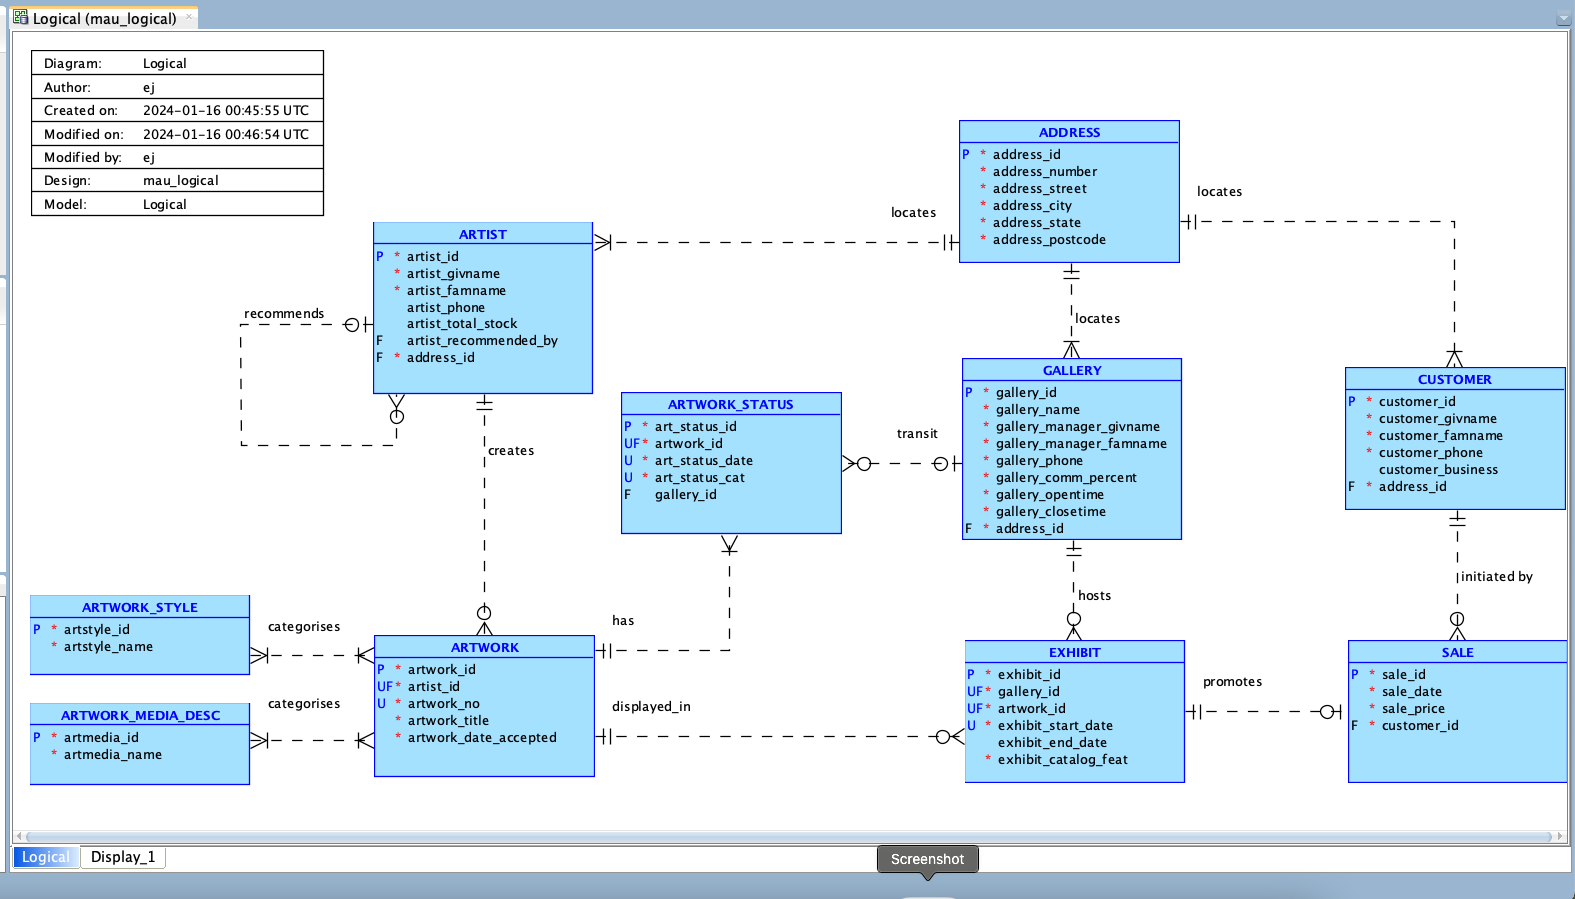 Logical (mau_logical)
Diagram: Logical
Author: ej
Created on: 2024-01-16 00:45:55 UTC
Modified on: 2024-01-16 00:46:54 UTC
Modified by: ej
Design: mau_logical
Model: Logical
ADDRESS
P * address_id
* address_number
* address_street
* address_city
* address_state
* address_postcode
locates
locates
locates
ARTIST
P * artist_id
* artist_givname
* artist_famname
artist_phone
artist_total_stock
F artist_recommended_by
F * address_id
recommends
creates
ARTWORK_STATUS
P * art_status_id
UF * artwork_id
U * art_status_date
U * art_status_cat
F gallery_id
transit
GALLERY
P * gallery_id
* gallery_name
* gallery_manager_givname
* gallery_manager_famname
* gallery_phone
* gallery_comm_percent
* gallery_opentime
* gallery_closetime
F * address_id
CUSTOMER
P * customer_id
* customer_givname
* customer_famname
* customer_phone
customer_business
F * address_id
hosts
initiated by
ARTWORK_STYLE
P * artstyle_id
* artstyle_name
categorises
has
ARTWORK
P * artwork_id
UF * artist_id
U * artwork_no
* artwork_title
* artwork_date_accepted
ARTWORK_MEDIA_DESC
P * artmedia_id
* artmedia_name
categorises
displayed_in
EXHIBIT
P * exhibit_id
UF * gallery_id
UF * artwork_id
U * exhibit_start_date
exhibit_end_date
* exhibit_catalog_feat
promotes
SALE
P * sale_id
* sale_date
* sale_price
F * customer_id
Logical
Display_1
Screenshot